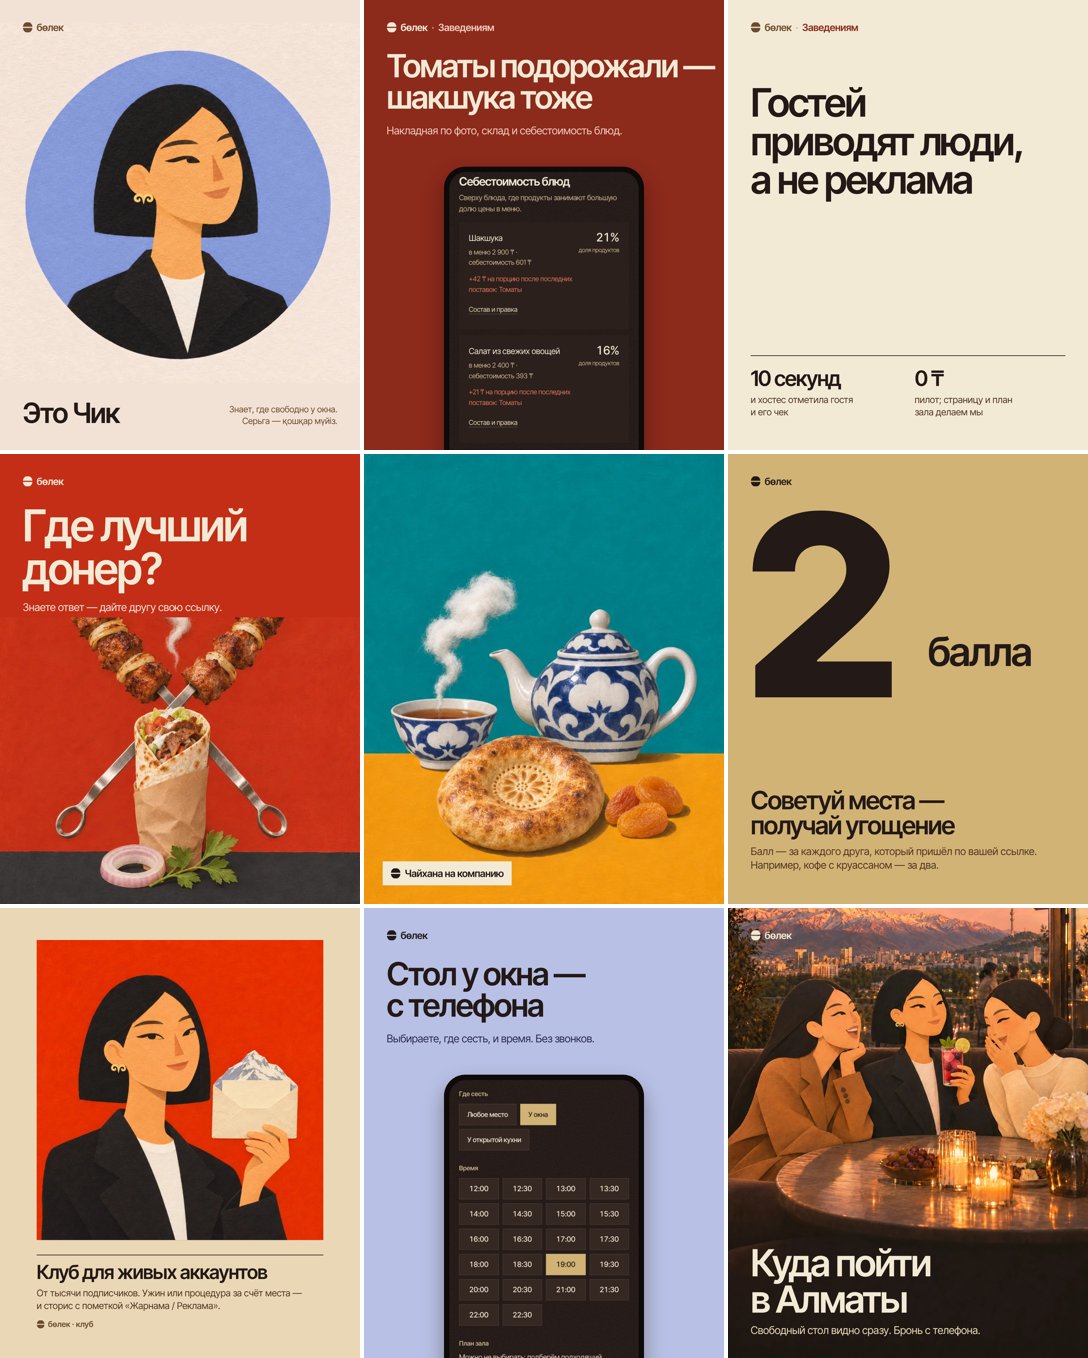 бөлек
Это Чик
Знает, где свободно у окна.
Серьга — қошқар мүйіз.
бөлек · Заведениям
Томаты подорожали —
шакшука тоже
Накладная по фото, склад и себестоимость блюд.
Себестоимость блюд
Сверху блюда, где продукты занимают большую
долю цены в меню.
Шакшука
21%
в меню 2 900 ₸ ·
доля продуктов
себестоимость 601 ₸
+42 ₸ на порцию после последних
поставок: Томаты
Состав и правка
Салат из свежих овощей
16%
в меню 2 400 ₸ ·
доля продуктов
себестоимость 393 ₸
+21 ₸ на порцию после последних
поставок: Томаты
Состав и правка
бөлек · Заведениям
Гостей
приводят люди,
а не реклама
10 секунд
и хостес отметила гостя
и его чек
0 ₸
пилот; страницу и план
зала делаем мы
бөлек
Где лучший
донер?
Знаете ответ — дайте другу свою ссылку.
Чайхана на компанию
бөлек
2
балла
Советуй места —
получай угощение
Балл — за каждого друга, который пришёл по вашей ссылке.
Например, кофе с круассаном — за два.
Клуб для живых аккаунтов
От тысячи подписчиков. Ужин или процедура за счёт места —
и сторис с пометкой «Жарнама / Реклама».
бөлек · клуб
бөлек
Стол у окна —
с телефона
Выбираете, где сесть, и время. Без звонков.
Где сесть
Любое место
У окна
У открытой кухни
Время
12:00 12:30 13:00 13:30
14:00 14:30 15:00 15:30
16:00 16:30 17:00 17:30
18:00 18:30 19:00 19:30
20:00 20:30 21:00 21:30
22:00 22:30
План зала
бөлек
Куда пойти
в Алматы
Свободный стол видно сразу. Бронь с телефона.